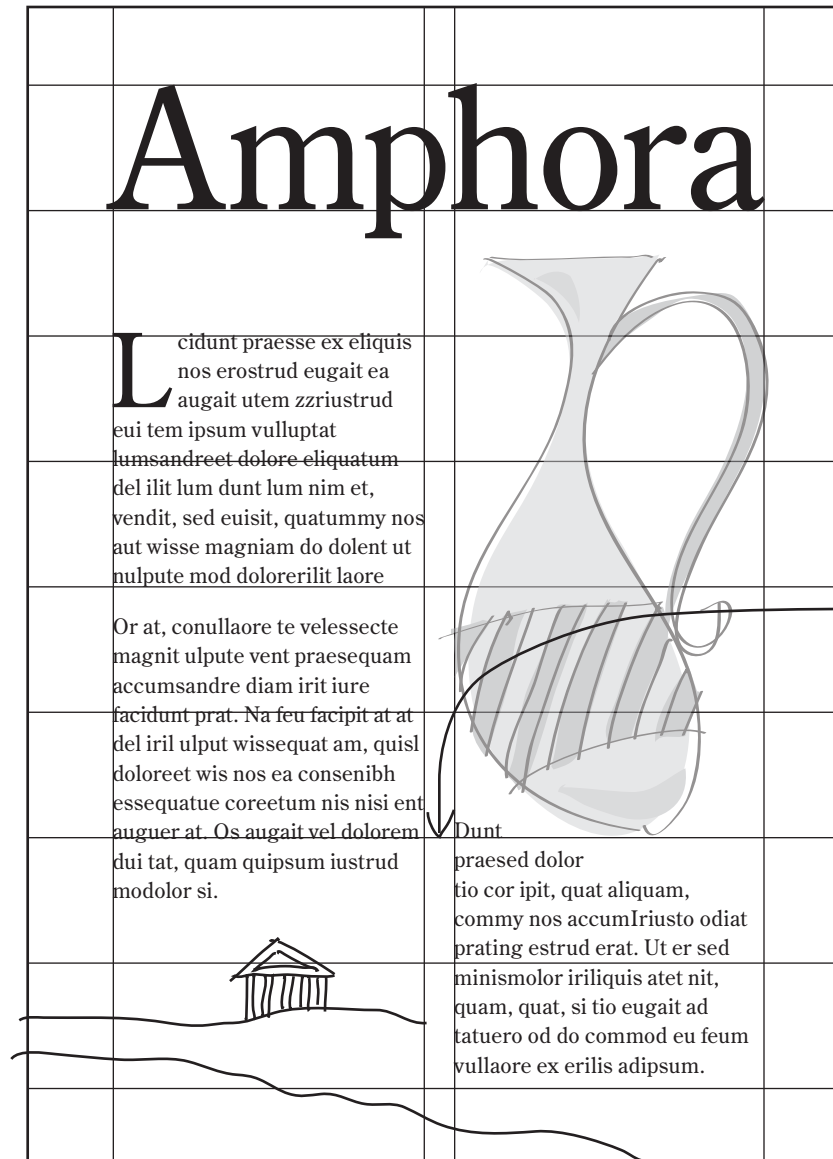 Amphora
L cidunt praesse ex eliquis
nos erostrud eugait ea
augait utem zzriustrud
eui tem ipsum vulluptat
lumsandreet dolore eliquatum
del ilit lum dunt lum nim et,
vendit, sed euisit, quatummy nos
aut wisse magniam do dolent ut
nulpute mod dolorerilit laore
Or at, conullaore te velessecte
magnit ulpute vent praesequam
accumsandre diam irit iure
facidunt prat. Na feu facipit at at
del iril ulput wissequat am, quisl
doloreet wis nos ea consenibh
essequatue coreetum nis nisi ent
auguer at. Os augait vel dolorem
dui tat, quam quipsum iustrud
modolor si.
Dunt
praesed dolor
tio cor ipit, quat aliquam,
commy nos accumIriusto odiat
prating estrud erat. Ut er sed
minismolor iriliquis atet nit,
quam, quat, si tio eugait ad
tatuero od do commod eu feum
vullaore ex erilis adipsum.